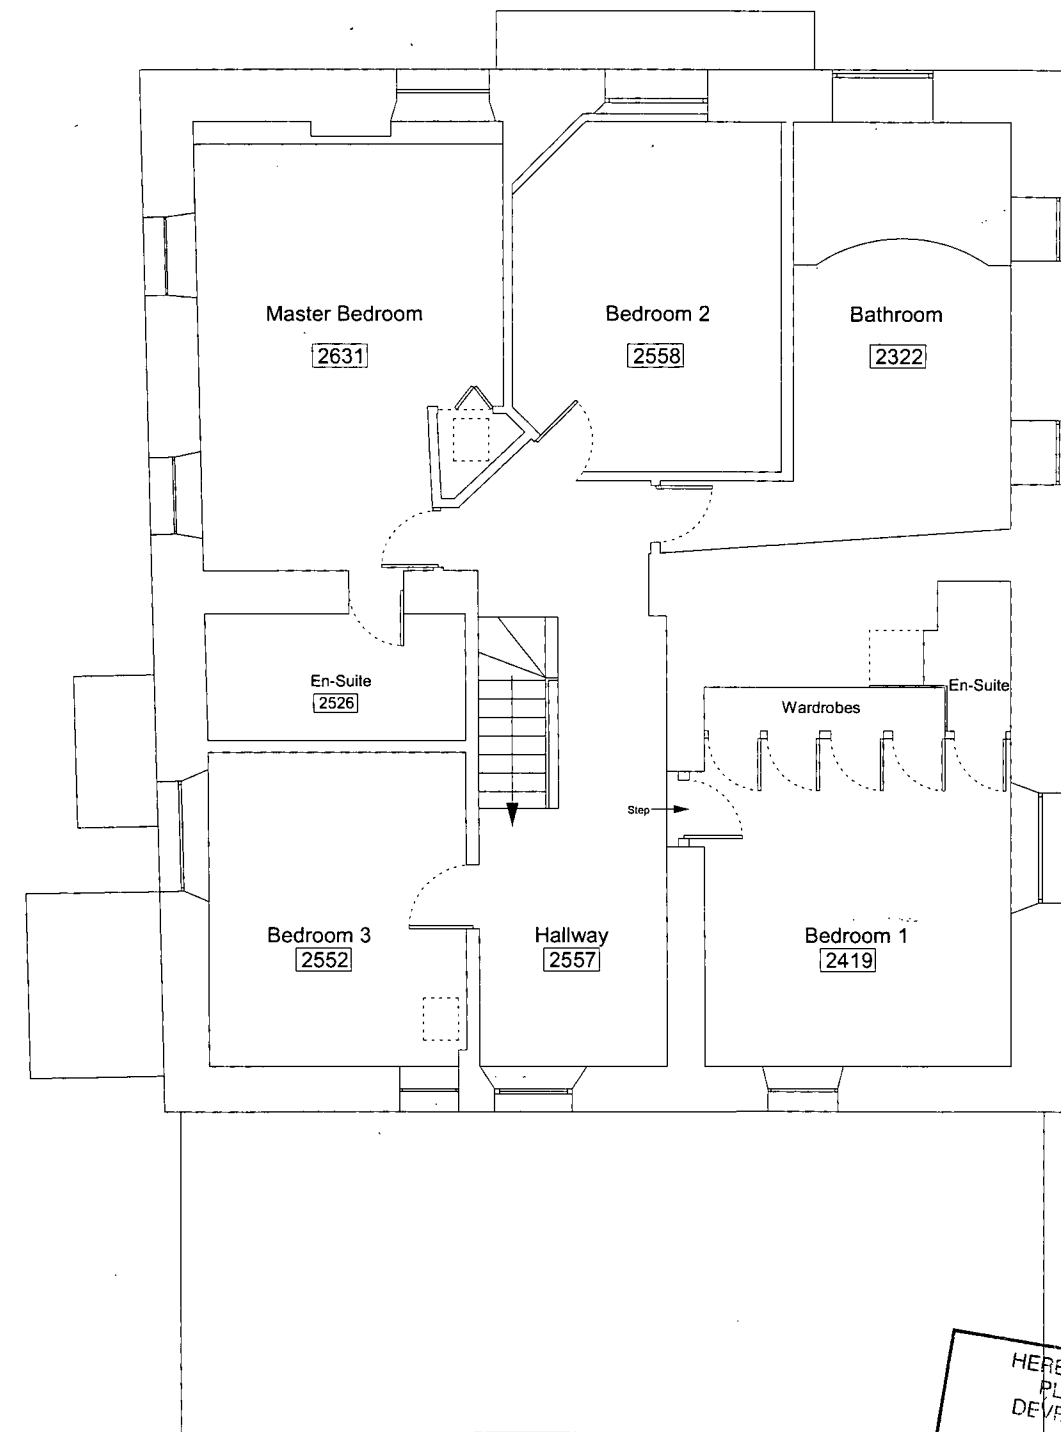 Master Bedroom
2631
Bedroom 2
2558
Bathroom
2322
En-Suite
2526
En-Suite
Wardrobes
Step
Bedroom 3
2552
Hallway
2557
Bedroom 1
2419